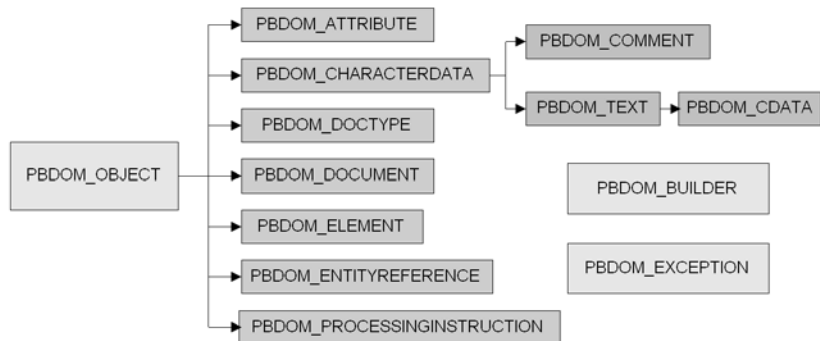 PBDOM_OBJECT
PBDOM_ATTRIBUTE
PBDOM_CHARACTERDATA
PBDOM_DOCTYPE
PBDOM_DOCUMENT
PBDOM_ELEMENT
PBDOM_ENTITYREFERENCE
PBDOM_PROCESSINGINSTRUCTION
PBDOM_COMMENT
PBDOM_TEXT
PBDOM_CDATA
PBDOM_BUILDER
PBDOM_EXCEPTION